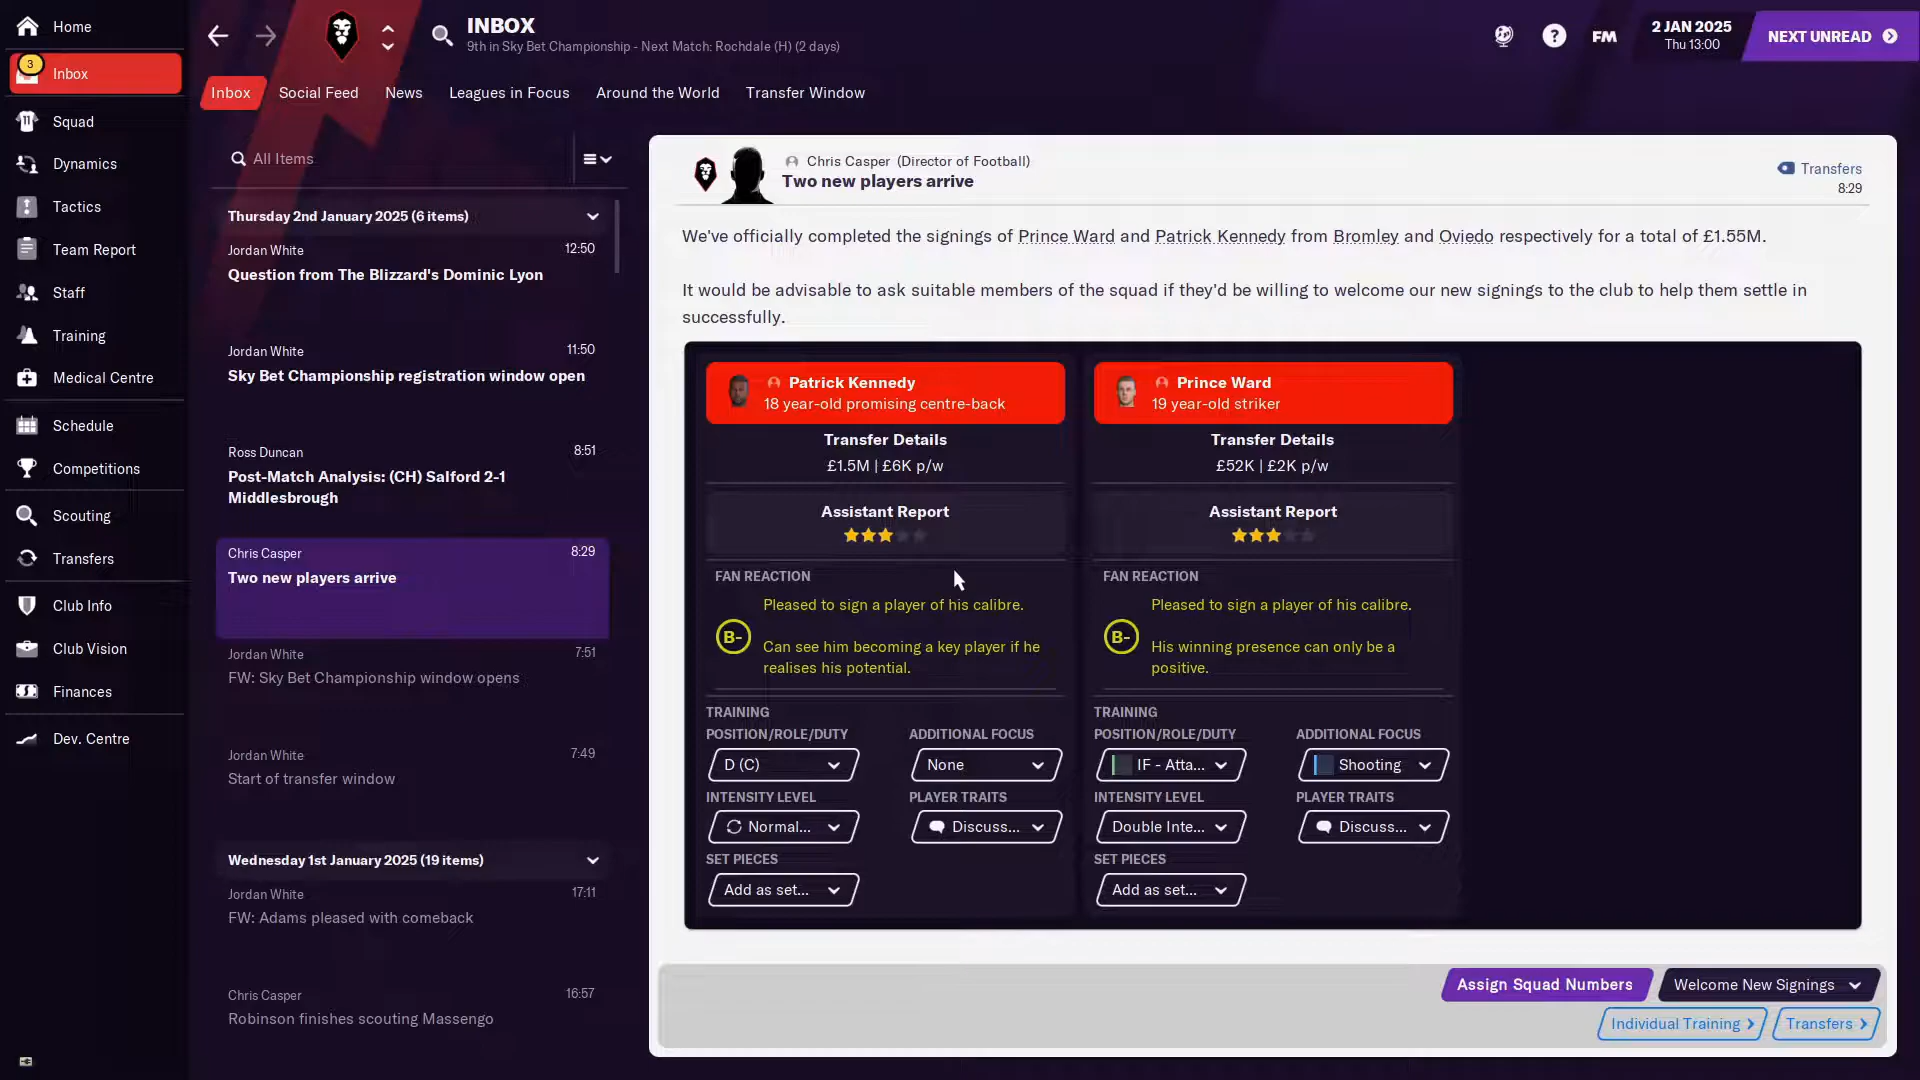 Home
3
Inbox
Squad
Dynamics
Tactics
Team Report
Staff
Training
Medical Centre
Schedule
Competitions
Scouting
Transfers
Club Info
Club Vision
Finances
Dev. Centre
INBOX
9th in Sky Bet Championship - Next Match: Rochdale (H) (2 days)
FM
2 JAN 2025
Thu 13:00
NEXT UNREAD
Inbox
Social Feed
News
Leagues in Focus
Around the World
Transfer Window
All Items
Thursday 2nd January 2025 (6 items)
Jordan White 12:50
Question from The Blizzard's Dominic Lyon
Jordan White 11:50
Sky Bet Championship registration window open
Ross Duncan 8:51
Post-Match Analysis: (CH) Salford 2-1
Middlesbrough
Chris Casper 8:29
Two new players arrive
Jordan White 7:51
FW: Sky Bet Championship window opens
Jordan White 7:49
Start of transfer window
Wednesday 1st January 2025 (19 items)
Jordan White 17:11
FW: Adams pleased with comeback
Chris Casper 16:57
Robinson finishes scouting Massengo
Chris Casper (Director of Football)
Two new players arrive
Transfers
8:29
We've officially completed the signings of Prince Ward and Patrick Kennedy from Bromley and Oviedo respectively for a total of £1.55M.
It would be advisable to ask suitable members of the squad if they'd be willing to welcome our new signings to the club to help them settle in
successfully.
Patrick Kennedy
18 year-old promising centre-back
Transfer Details
£1.5M | £6K p/w
Assistant Report
FAN REACTION
Pleased to sign a player of his calibre.
B-
Can see him becoming a key player if he
realises his potential.
TRAINING
POSITION/ROLE/DUTY ADDITIONAL FOCUS
D (C) None
INTENSITY LEVEL PLAYER TRAITS
Normal... Discuss...
SET PIECES
Add as set...
Prince Ward
19 year-old striker
Transfer Details
£52K | £2K p/w
Assistant Report
FAN REACTION
Pleased to sign a player of his calibre.
B-
His winning presence can only be a
positive.
TRAINING
POSITION/ROLE/DUTY ADDITIONAL FOCUS
IF - Atta... Shooting
INTENSITY LEVEL PLAYER TRAITS
Double Inte... Discuss...
SET PIECES
Add as set...
Assign Squad Numbers
Welcome New Signings
Individual Training
Transfers